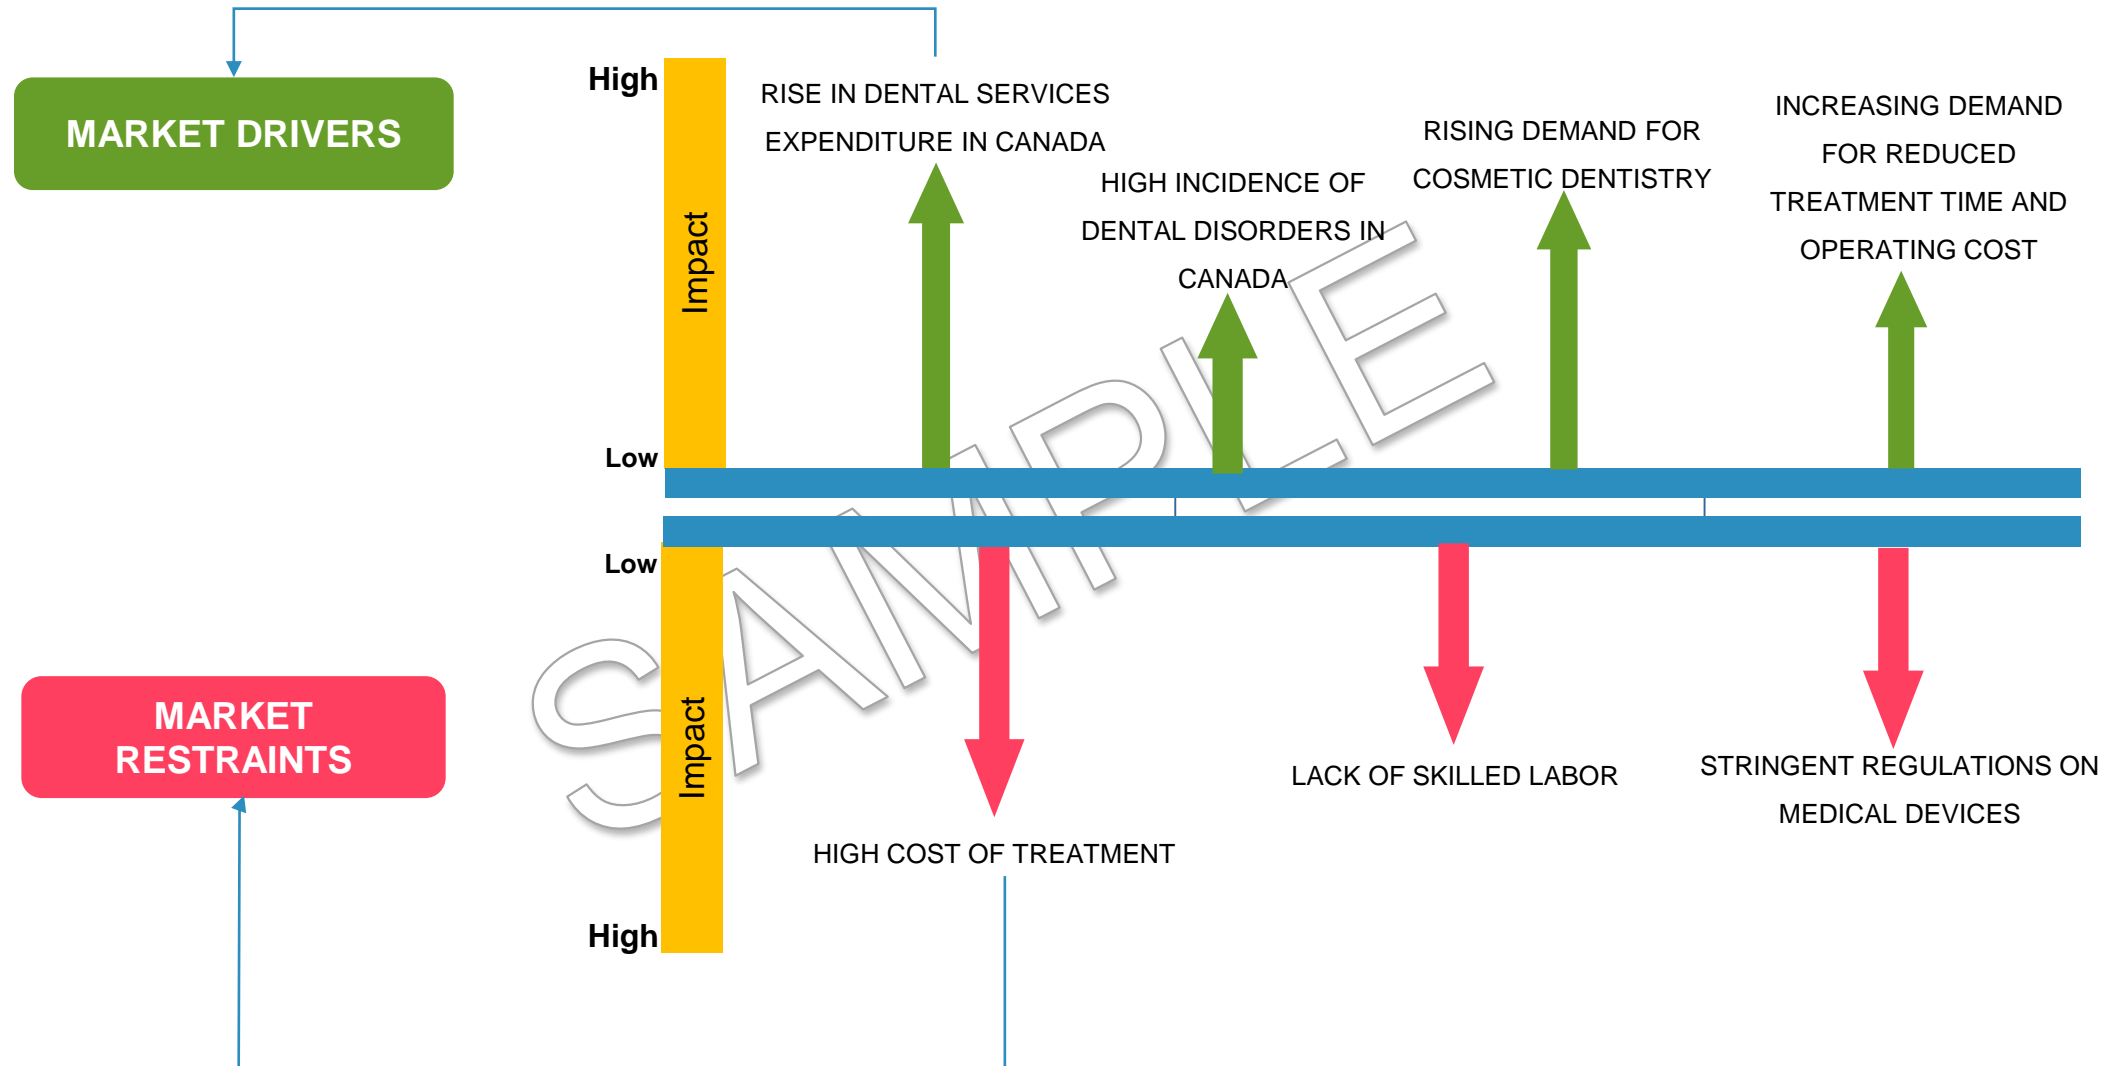 MARKET DRIVERS
High
Impact
Low
RISE IN DENTAL SERVICES
EXPENDITURE IN CANADA
HIGH INCIDENCE OF
DENTAL DISORDERS IN
CANADA
RISING DEMAND FOR
COSMETIC DENTISTRY
INCREASING DEMAND
FOR REDUCED
TREATMENT TIME AND
OPERATING COST
SAMPLE
MARKET
RESTRAINTS
Low
Impact
High
HIGH COST OF TREATMENT
LACK OF SKILLED LABOR
STRINGENT REGULATIONS ON
MEDICAL DEVICES